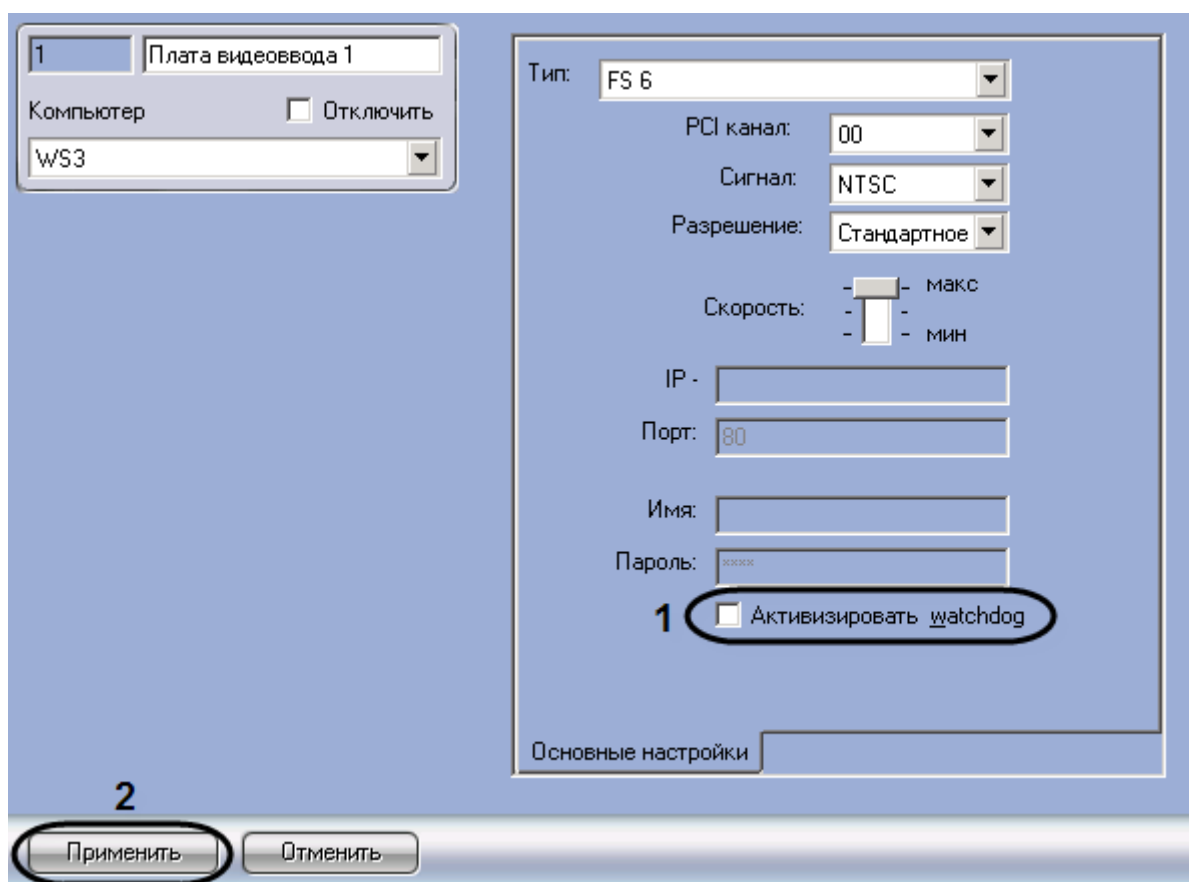 1 Плата видеоввода 1
Компьютер Отключить
WS3
Тип: FS 6
PCI канал: 00
Сигнал: NTSC
Разрешение: Стандартное
макс
Скорость:
мин
IP -
Порт: 80
Имя:
Пароль: ****
1 Активизировать watchdog
Основные настройки
2
Применить Отменить